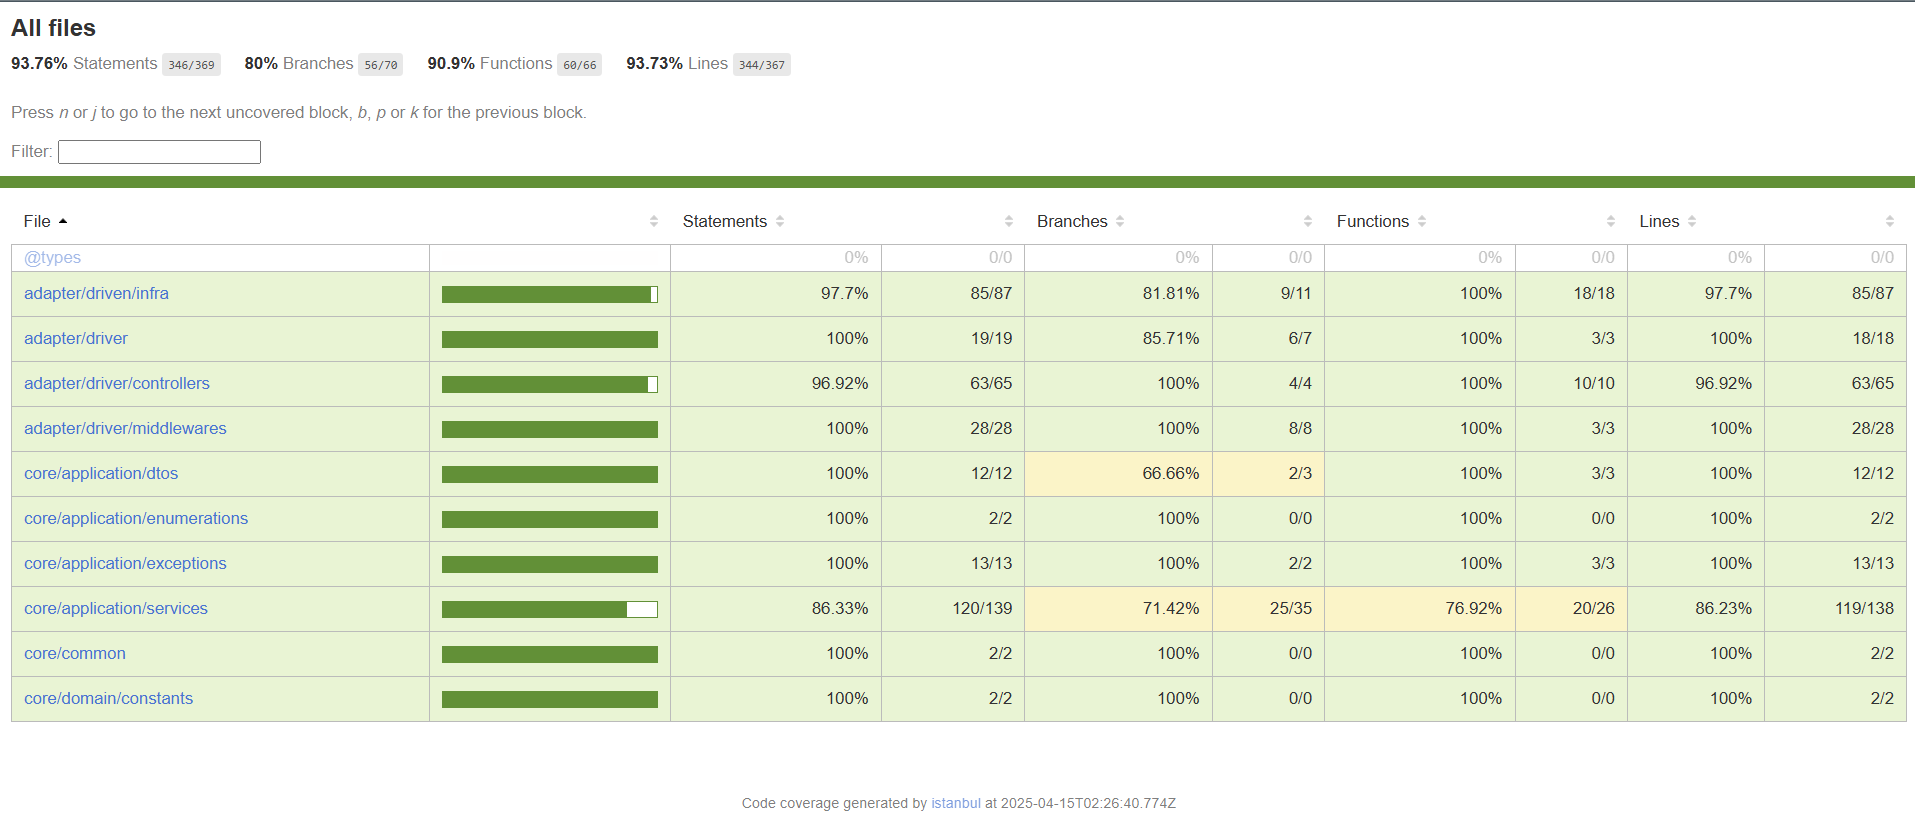 All files
93.76% Statements 346/369 80% Branches 56/70 90.9% Functions 60/66 93.73% Lines 344/367
Press n or j to go to the next uncovered block, b, p or k for the previous block.
Filter:
File Statements Branches Functions Lines
@types 0% 0/0 0% 0/0 0% 0/0 0% 0/0
adapter/driven/infra 97.7% 85/87 81.81% 9/11 100% 18/18 97.7% 85/87
adapter/driver 100% 19/19 85.71% 6/7 100% 3/3 100% 18/18
adapter/driver/controllers 96.92% 63/65 100% 4/4 100% 10/10 96.92% 63/65
adapter/driver/middlewares 100% 28/28 100% 8/8 100% 3/3 100% 28/28
core/application/dtos 100% 12/12 66.66% 2/3 100% 3/3 100% 12/12
core/application/enumerations 100% 2/2 100% 0/0 100% 0/0 100% 2/2
core/application/exceptions 100% 13/13 100% 2/2 100% 3/3 100% 13/13
core/application/services 86.33% 120/139 71.42% 25/35 76.92% 20/26 86.23% 119/138
core/common 100% 2/2 100% 0/0 100% 0/0 100% 2/2
core/domain/constants 100% 2/2 100% 0/0 100% 0/0 100% 2/2
Code coverage generated by istanbul at 2025-04-15T02:26:40.774Z